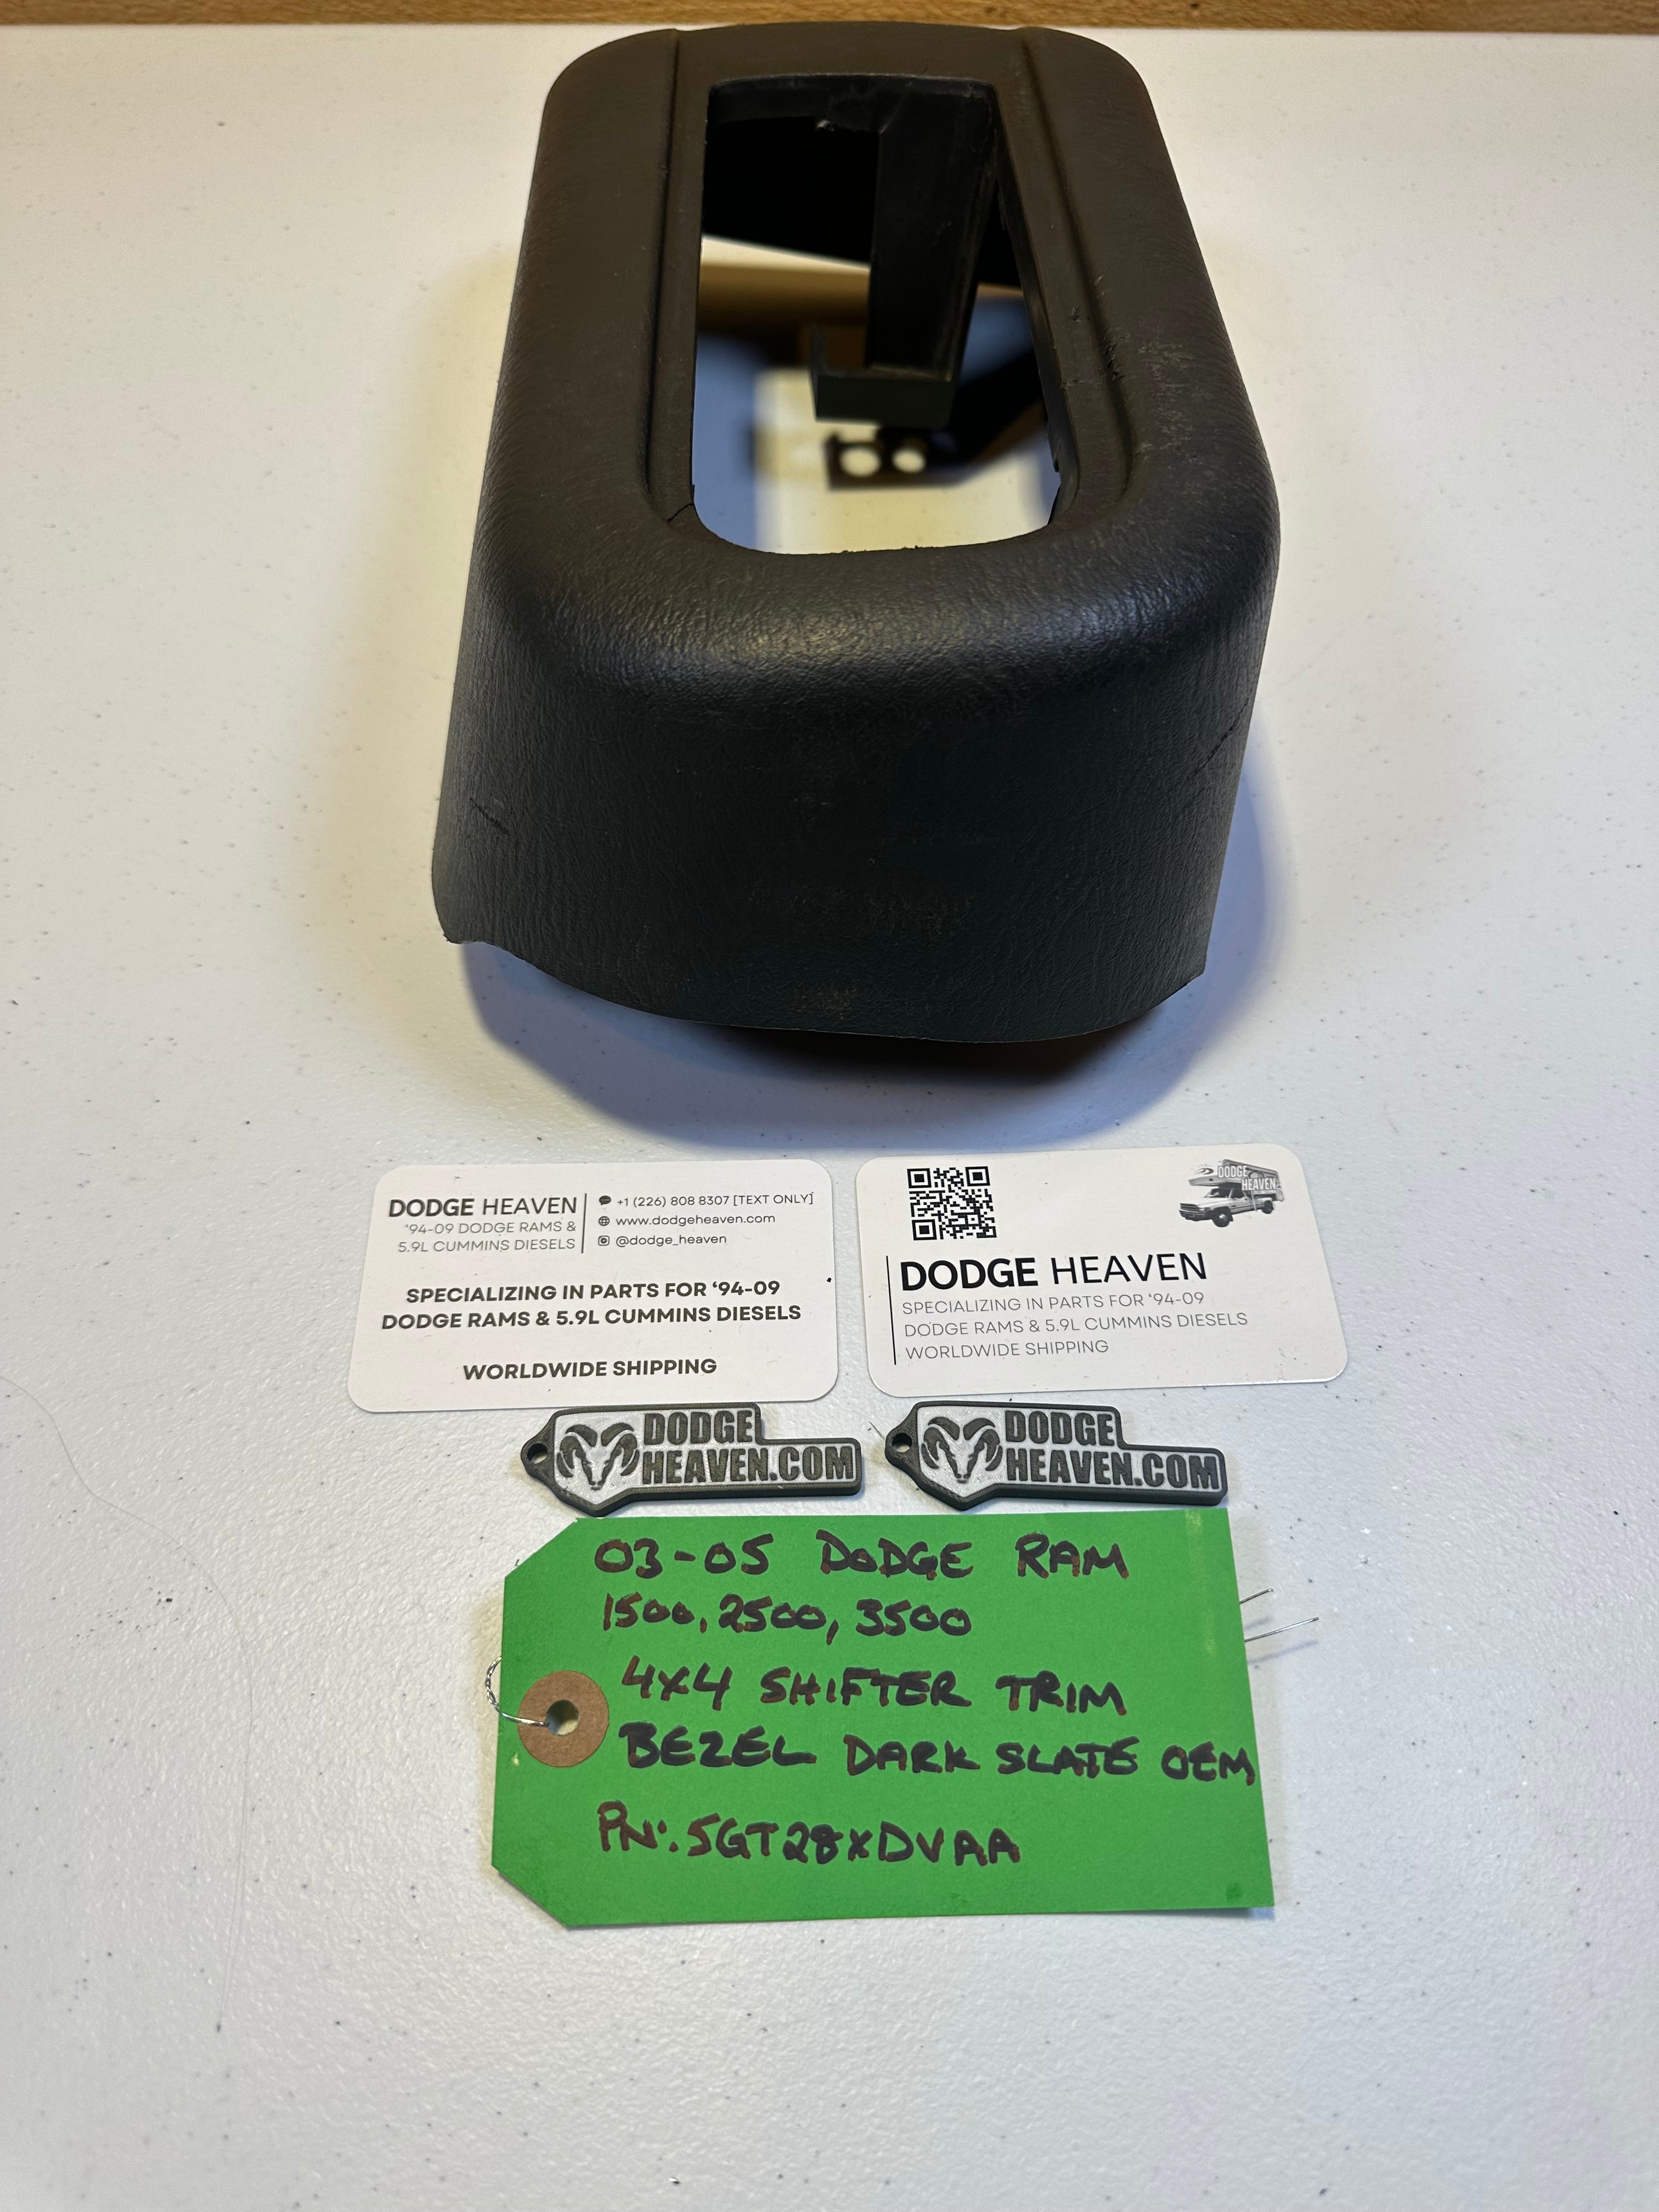 DODGE HEAVEN
'94-09 DODGE RAMS &
5.9L CUMMINS DIESELS
+1 (226) 808 8307 [TEXT ONLY]
www.dodgeheaven.com
@dodge_heaven
SPECIALIZING IN PARTS FOR ‘94-09
DODGE RAMS & 5.9L CUMMINS DIESELS
WORLDWIDE SHIPPING
DODGE
HEAVEN
DODGE HEAVEN
SPECIALIZING IN PARTS FOR ‘94-09
DODGE RAMS & 5.9L CUMMINS DIESELS
WORLDWIDE SHIPPING
DODGE
HEAVEN.COM
DODGE
HEAVEN.COM
03-05 DODGE RAM
1500, 2500, 3500
4X4 SHIFTER TRIM
BEZEL DARK SLATE OEM
PN: 5GT28XDVAA